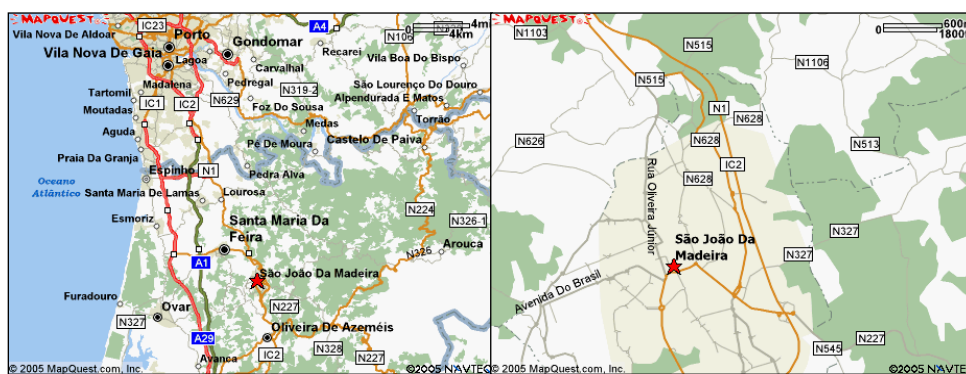 MAPQUEST
IC23
A4
4mi
4km
Vila Nova De Aldoar
Porto
Gondomar
Recarei
Vila Nova De Gaia
Lagoa
Carvalhal
Vila Boa Do Bispo
Madalena
Pedregal
N319-2
São Lourenço Do Douro
Tartomil
IC1
IC2
N629
Foz Do Sousa
Alpendurada E Matos
Moutadas
Medas
Torrão
Aguda
Pé De Moura
Castelo De Paiva
Praia Da Granja
Espinho
N1
Pedra Alva
Oceano
Atlântico
Santa Maria De Lamas
Lourosa
Esmoriz
Santa Maria Da
Feira
N224
N326-1
Arouca
N326
A1
São João Da Madeira
Furadouro
Ovar
N227
N327
A29
Oliveira De Azeméis
IC2
N328
N227
Avanca
© 2005 MapQuest.com, Inc.
©2005 NAVTEQ
MAPQUEST
600m
1800ft
N1103
N515
N1106
N515
N1
N628
N626
N628
N513
IC2
Rua Oliveira Júnior
N628
N327
São João Da
Madeira
N327
Avenida Do Brasil
N227
N545
© 2005 MapQuest.com, Inc.
©2005 NAVTEQ